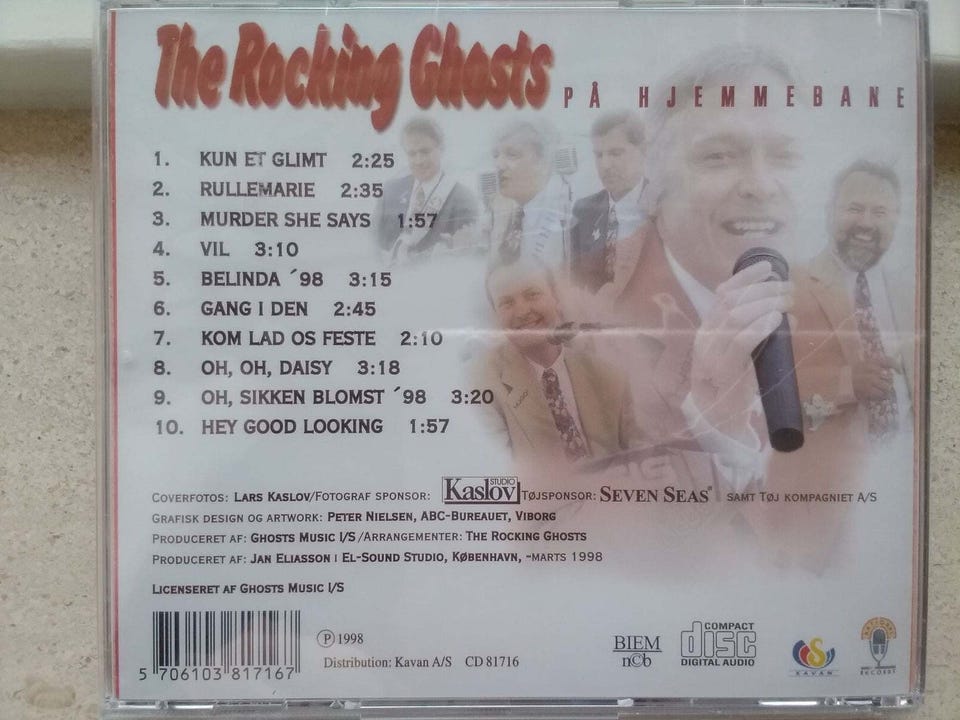 The Rocking Ghosts PÅ HJEMMEBANE
1. KUN ET GLIMT 2:25
2. RULLEMARIE 2:35
3. MURDER SHE SAYS 1:57
4. VIL 3:10
5. BELINDA ´98 3:15
6. GANG I DEN 2:45
7. KOM LAD OS FESTE 2:10
8. OH, OH, DAISY 3:18
9. OH, SIKKEN BLOMST ´98 3:20
10. HEY GOOD LOOKING 1:57
COVERFOTOS: LARS KASLOV/FOTOGRAF SPONSOR: STUDIO Kaslov TØJSPONSOR: SEVEN SEAS® SAMT TØJ KOMPAGNIET A/S
GRAFISK DESIGN OG ARTWORK: PETER NIELSEN, ABC-BUREAUET, VIBORG
PRODUCERET AF: GHOSTS MUSIC I/S /ARRANGEMENTER: THE ROCKING GHOSTS
PRODUCERET AF: JAN ELIASSON I EL-SOUND STUDIO, KØBENHAVN, -MARTS 1998
LICENSERET AF GHOSTS MUSIC I/S
5 706103 817167
℗ 1998
Distribution: Kavan A/S CD 81716
BIEM
ncb
COMPACT
disc
DIGITAL AUDIO
KAVAN
NATIONAL
RECORDS